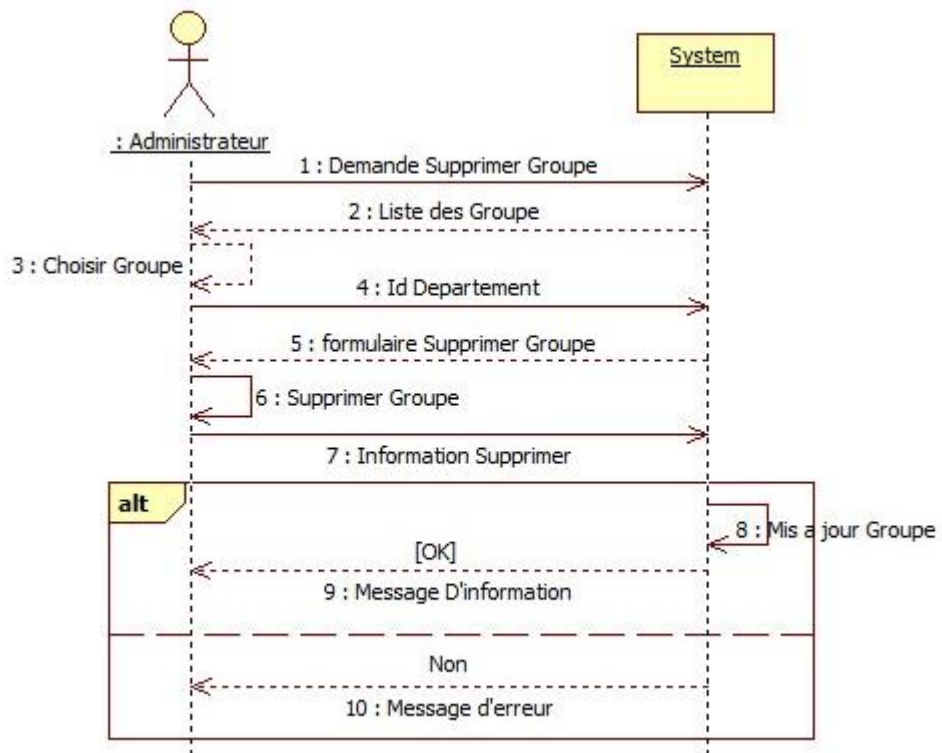 System
: Administrateur
1 : Demande Supprimer Groupe
2 : Liste des Groupe
3 : Choisir Groupe
4 : Id Departement
5 : formulaire Supprimer Groupe
6 : Supprimer Groupe
7 : Information Supprimer
alt
8 : Mis a jour Groupe
[OK]
9 : Message D'information
Non
10 : Message d'erreur